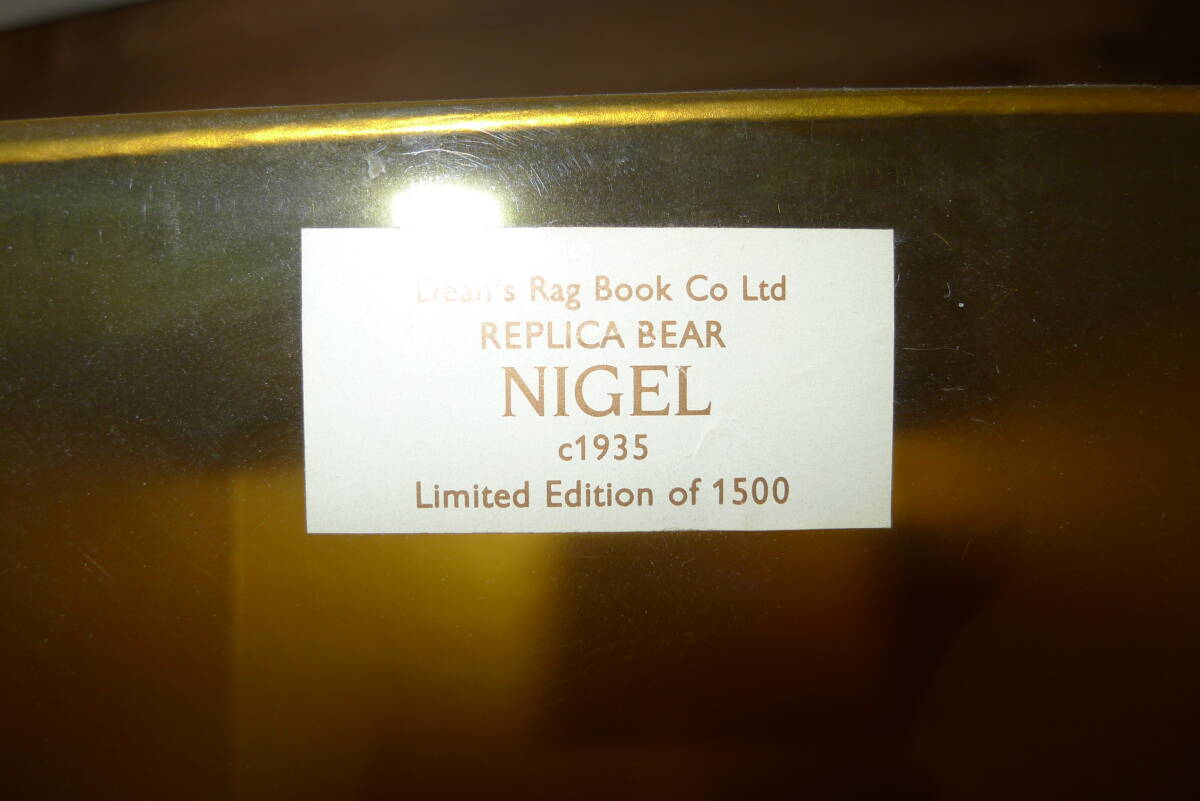 Dean's Rag Book Co Ltd
REPLICA BEAR
NIGEL
c1935
Limited Edition of 1500